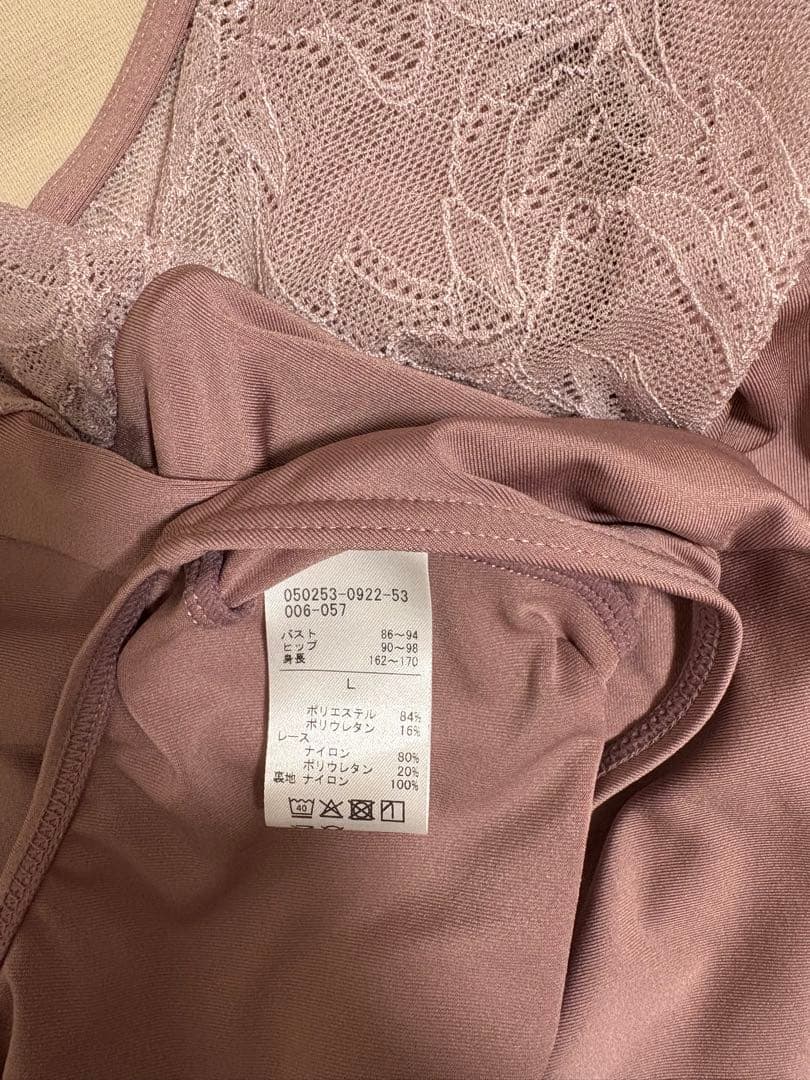 050253-0922-53
006-057
バスト 86～94
ヒップ 90～98
身長 162～170
L
ポリエステル 84%
ポリウレタン 16%
レース
ナイロン 80%
ポリウレタン 20%
裏地 ナイロン 100%
40